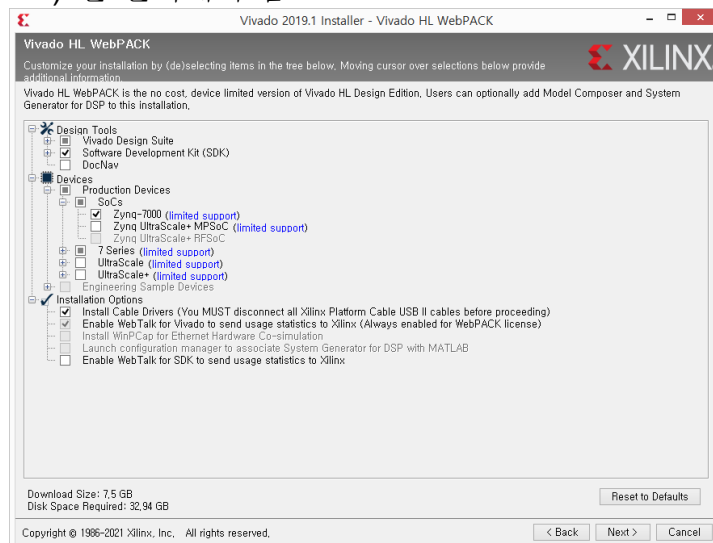 Vivado 2019.1 Installer - Vivado HL WebPACK
Vivado HL WebPACK
Customize your installation by (de)selecting items in the tree below. Moving cursor over selections below provide
additional information.
XILINX
Vivado HL WebPACK is the no cost, device limited version of Vivado HL Design Edition. Users can optionally add Model Composer and System
Generator for DSP to this installation.
Design Tools
Vivado Design Suite
Software Development Kit (SDK)
DocNav
Devices
Production Devices
SoCs
Zynq-7000 (limited support)
Zynq UltraScale+ MPSoC (limited support)
Zynq UltraScale+ RFSoC
7 Series (limited support)
UltraScale (limited support)
UltraScale+ (limited support)
Engineering Sample Devices
Installation Options
Install Cable Drivers (You MUST disconnect all Xilinx Platform Cable USB II cables before proceeding)
Enable WebTalk for Vivado to send usage statistics to Xilinx (Always enabled for WebPACK license)
Install WinPCap for Ethernet Hardware Co-simulation
Launch configuration manager to associate System Generator for DSP with MATLAB
Enable WebTalk for SDK to send usage statistics to Xilinx
Download Size: 7.5 GB
Disk Space Required: 32.94 GB
Reset to Defaults
Copyright © 1986-2021 Xilinx, Inc. All rights reserved.
< Back
Next >
Cancel